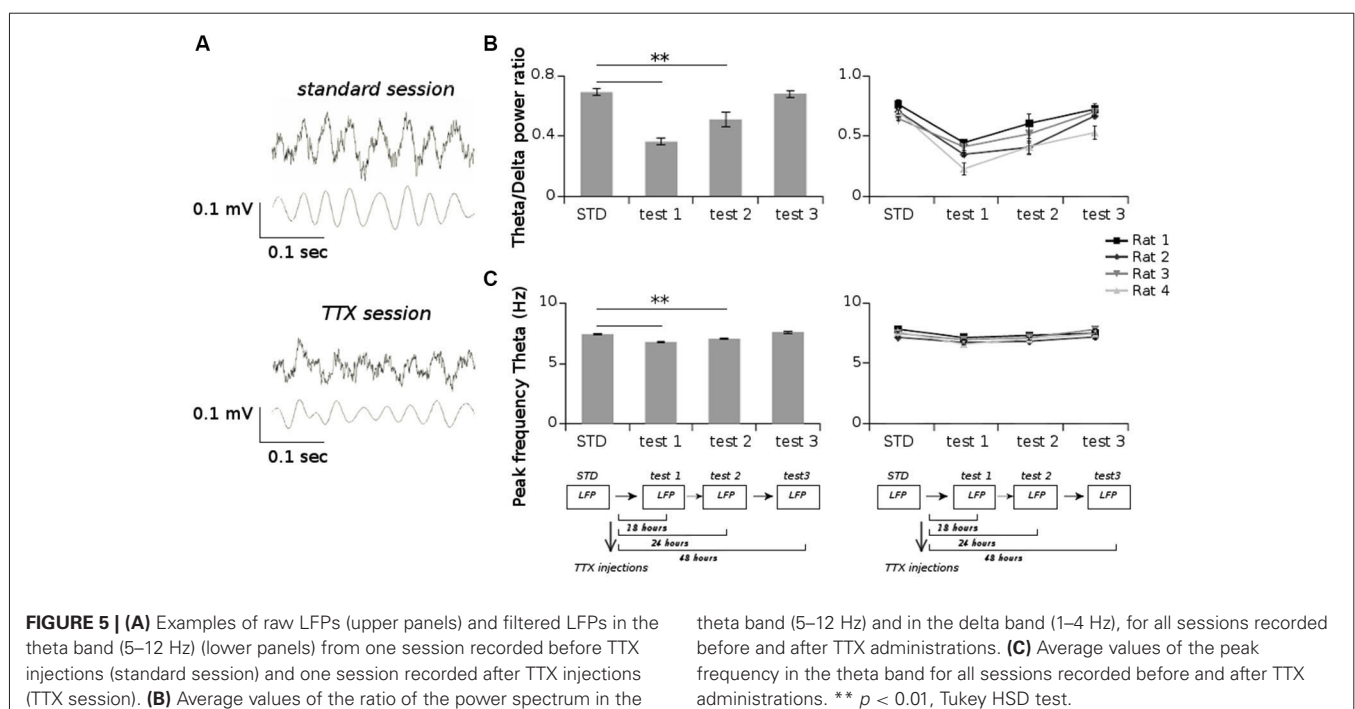 A
standard session
0.1 mV
0.1 sec
TTX session
0.1 mV
0.1 sec
B
Theta/Delta power ratio
**
0.8
0.4
0
STD test 1 test 2 test 3
1.0
0.5
0
STD test 1 test 2 test 3
Rat 1
Rat 2
Rat 3
Rat 4
C
Peak frequency Theta (Hz)
**
10
5
0
STD test 1 test 2 test 3
10
5
0
STD test 1 test 2 test 3
STD test 1 test 2 test3
LFP LFP LFP LFP
18 hours
24 hours
48 hours
TTX injections
STD test 1 test 2 test3
LFP LFP LFP LFP
18 hours
24 hours
48 hours
TTX injections
FIGURE 5 | (A) Examples of raw LFPs (upper panels) and filtered LFPs in the
theta band (5–12 Hz) (lower panels) from one session recorded before TTX
injections (standard session) and one session recorded after TTX injections
(TTX session). (B) Average values of the ratio of the power spectrum in the
theta band (5–12 Hz) and in the delta band (1–4 Hz), for all sessions recorded
before and after TTX administrations. (C) Average values of the peak
frequency in the theta band for all sessions recorded before and after TTX
administrations. ** p < 0.01, Tukey HSD test.